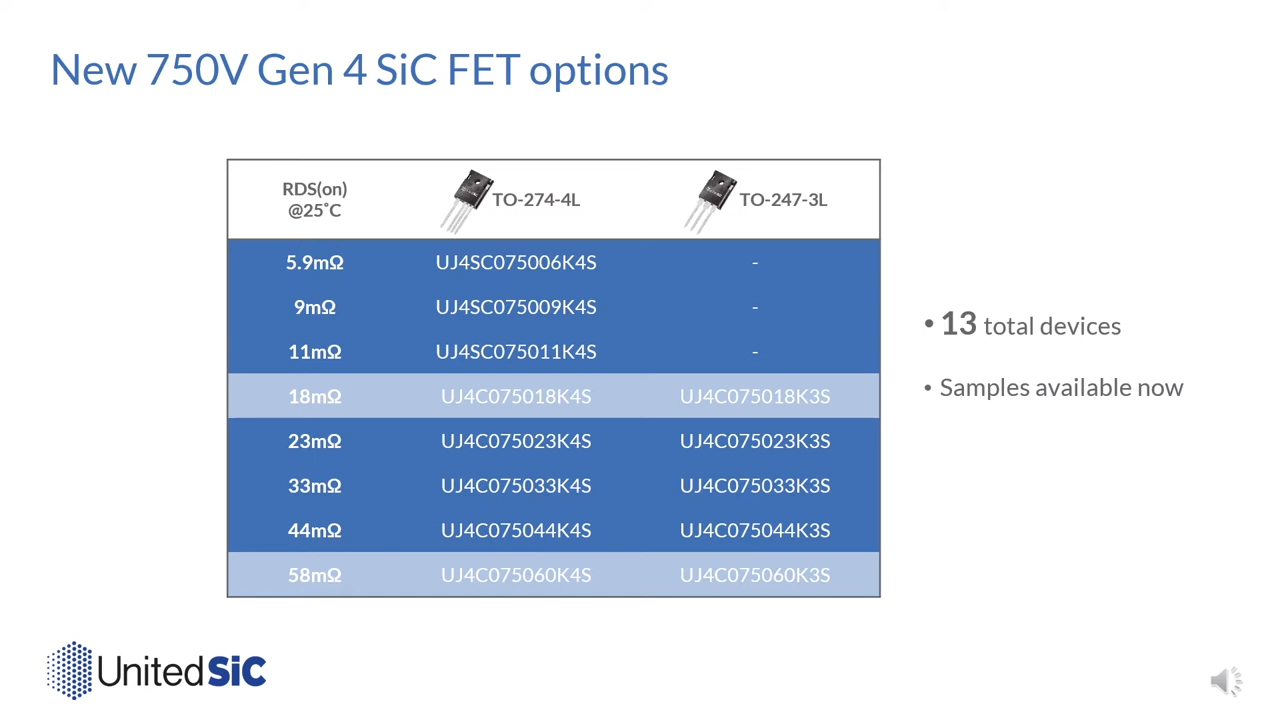 New 750V Gen 4 SiC FET options
RDS(on)
@25˚C
TO-274-4L
TO-247-3L
5.9mΩ UJ4SC075006K4S -
9mΩ UJ4SC075009K4S -
11mΩ UJ4SC075011K4S -
18mΩ UJ4C075018K4S UJ4C075018K3S
23mΩ UJ4C075023K4S UJ4C075023K3S
33mΩ UJ4C075033K4S UJ4C075033K3S
44mΩ UJ4C075044K4S UJ4C075044K3S
58mΩ UJ4C075060K4S UJ4C075060K3S
• 13 total devices
• Samples available now
UnitedSiC